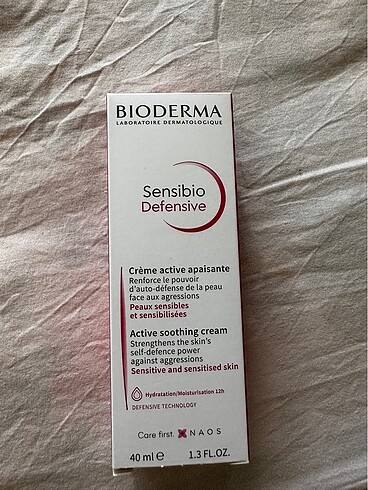 BIODERMA
LABORATOIRE DERMATOLOGIQUE
Sensibio
Defensive
Crème active apaisante
Renforce le pouvoir
d'auto-défense de la peau
face aux agressions
Peaux sensibles
et sensibilisées
Active soothing cream
Strengthens the skin's
self-defence power
against aggressions
Sensitive and sensitised skin
Hydratation/Moisturisation 12h
DEFENSIVE TECHNOLOGY
Care first. NAOS
40 ml ℮ 1.3 FL.OZ.